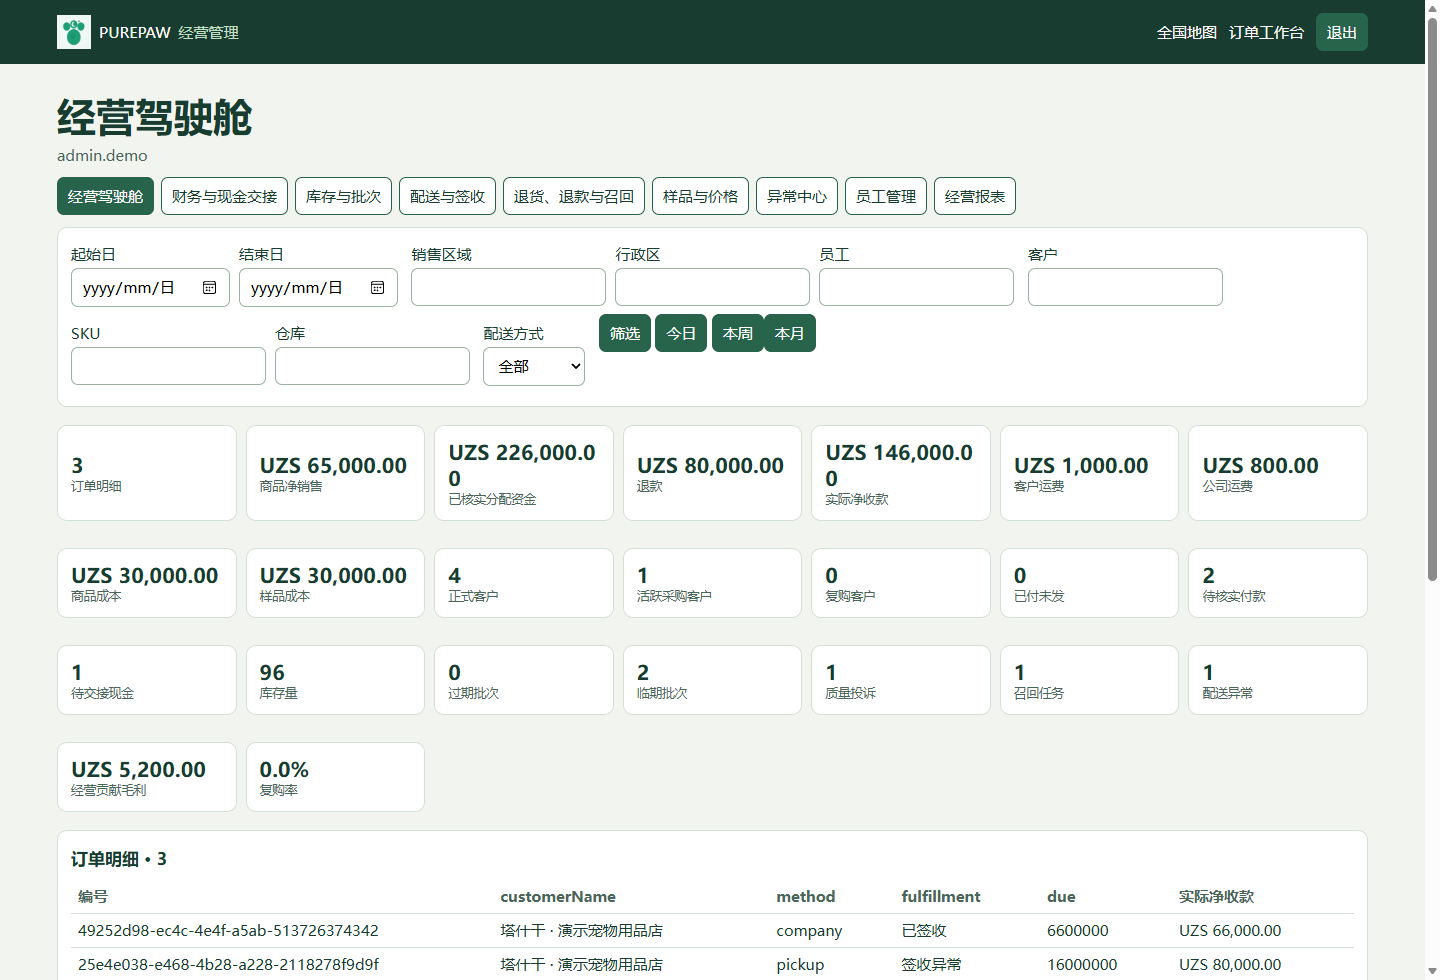 PUREPAW 经营管理
全国地图 订单工作台 退出
经营驾驶舱
admin.demo
经营驾驶舱 财务与现金交接 库存与批次 配送与签收 退货、退款与召回 样品与价格 异常中心 员工管理 经营报表
起始日 结束日 销售区域 行政区 员工 客户
yyyy/mm/日 yyyy/mm/日
SKU 仓库 配送方式 筛选 今日 本周 本月
全部
3
订单明细
UZS 65,000.00
商品净销售
UZS 226,000.0
0
已核实分配资金
UZS 80,000.00
退款
UZS 146,000.0
0
实际净收款
UZS 1,000.00
客户运费
UZS 800.00
公司运费
UZS 30,000.00
商品成本
UZS 30,000.00
样品成本
4
正式客户
1
活跃采购客户
0
复购客户
0
已付未发
2
待核实付款
1
待交接现金
96
库存量
0
过期批次
2
临期批次
1
质量投诉
1
召回任务
1
配送异常
UZS 5,200.00
经营贡献毛利
0.0%
复购率
订单明细 • 3
编号 customerName method fulfillment due 实际净收款
49252d98-ec4c-4e4f-a5ab-513726374342 塔什干 · 演示宠物用品店 company 已签收 6600000 UZS 66,000.00
25e4e038-e468-4b28-a228-2118278f9d9f 塔什干 · 演示宠物用品店 pickup 签收异常 16000000 UZS 80,000.00